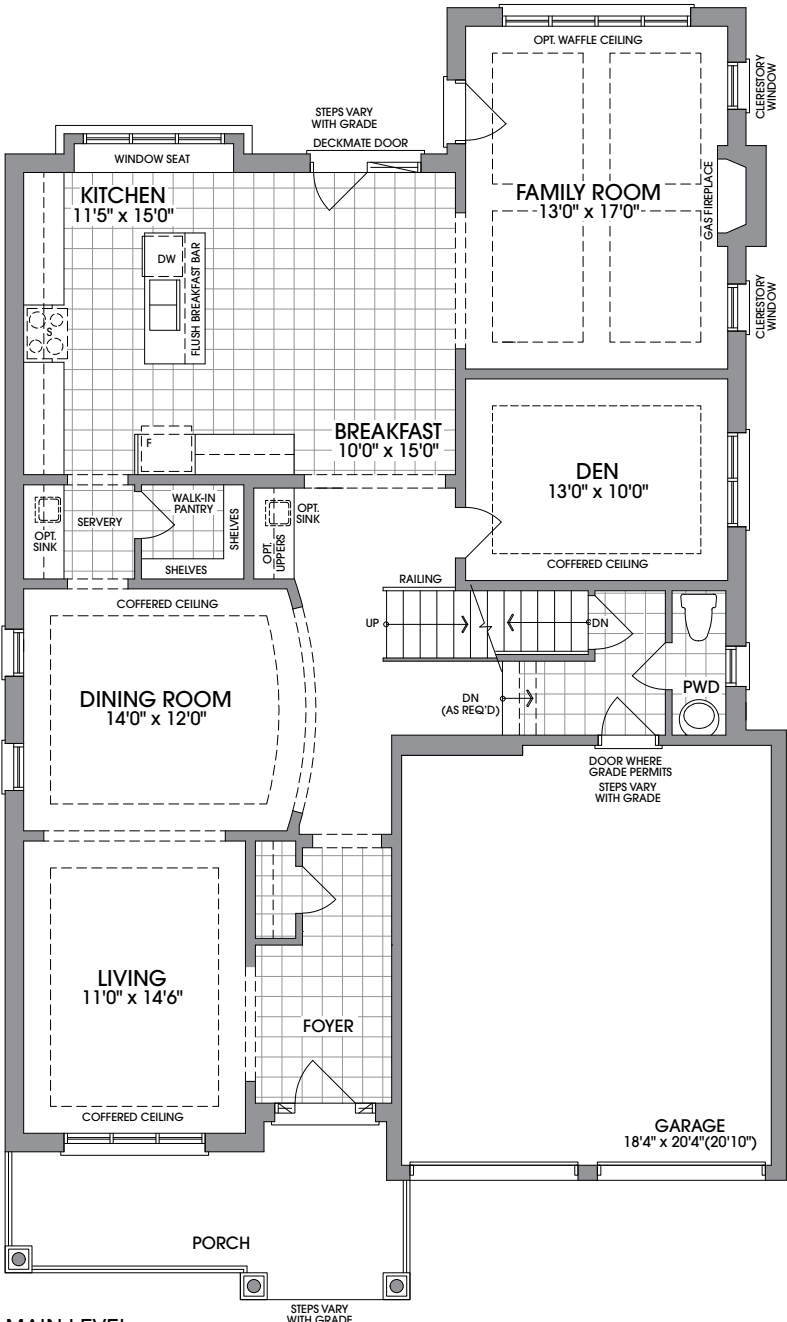 OPT. WAFFLE CEILING
CLERESTORY
WINDOW
STEPS VARY
WITH GRADE
DECKMATE DOOR
WINDOW SEAT
KITCHEN
11'5" x 15'0"
FAMILY ROOM
13'0" x 17'0"
GAS FIREPLACE
DW
FLUSH BREAKFAST BAR
S
CLERESTORY
WINDOW
BREAKFAST
10'0" x 15'0"
F
DEN
13'0" x 10'0"
COFFERED CEILING
WALK-IN
PANTRY
SERVERY
SHELVES
SHELVES
OPT.
SINK
OPT.
SINK
OPT.
UPPERS
RAILING
UP
DN
COFFERED CEILING
DINING ROOM
14'0" x 12'0"
DN
(AS REQ'D)
PWD
DOOR WHERE
GRADE PERMITS
STEPS VARY
WITH GRADE
LIVING
11'0" x 14'6"
COFFERED CEILING
FOYER
GARAGE
18'4" x 20'4"(20'10")
PORCH
STEPS VARY
WITH GRADE
MAIN LEVEL